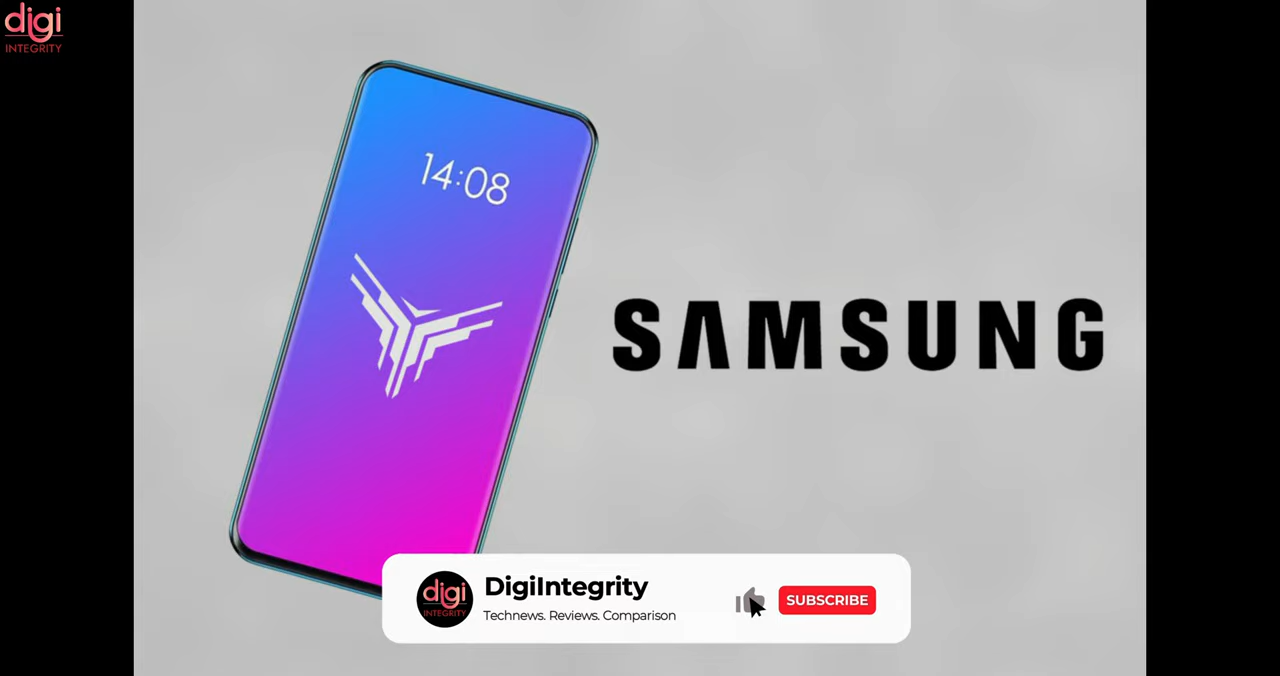 digi
INTEGRITY
14:08
SAMSUNG
digi
INTEGRITY
DigiIntegrity
Technews. Reviews. Comparison
SUBSCRIBE